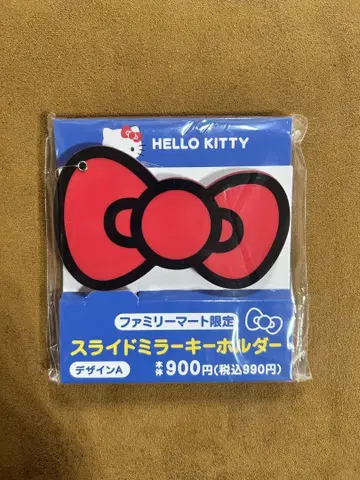 HELLO KITTY
ファミリーマート限定
スライドミラーキーホルダー
デザインA
本体900円(税込990円)